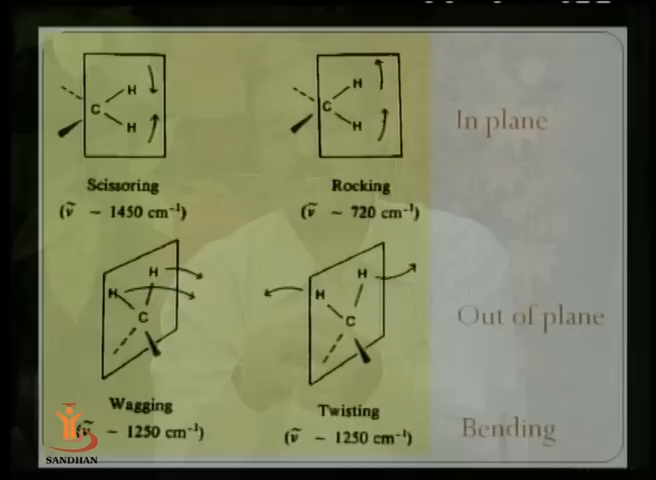 C
H
H
C
H
H
In plane
Scissoring
Rocking
(ν̃ ~ 1450 cm⁻¹)
(ν̃ ~ 720 cm⁻¹)
H
H
C
H
H
C
Out of plane
Wagging
Twisting
(ν̃ ~ 1250 cm⁻¹)
(ν̃ ~ 1250 cm⁻¹)
Bending
SANDHAN